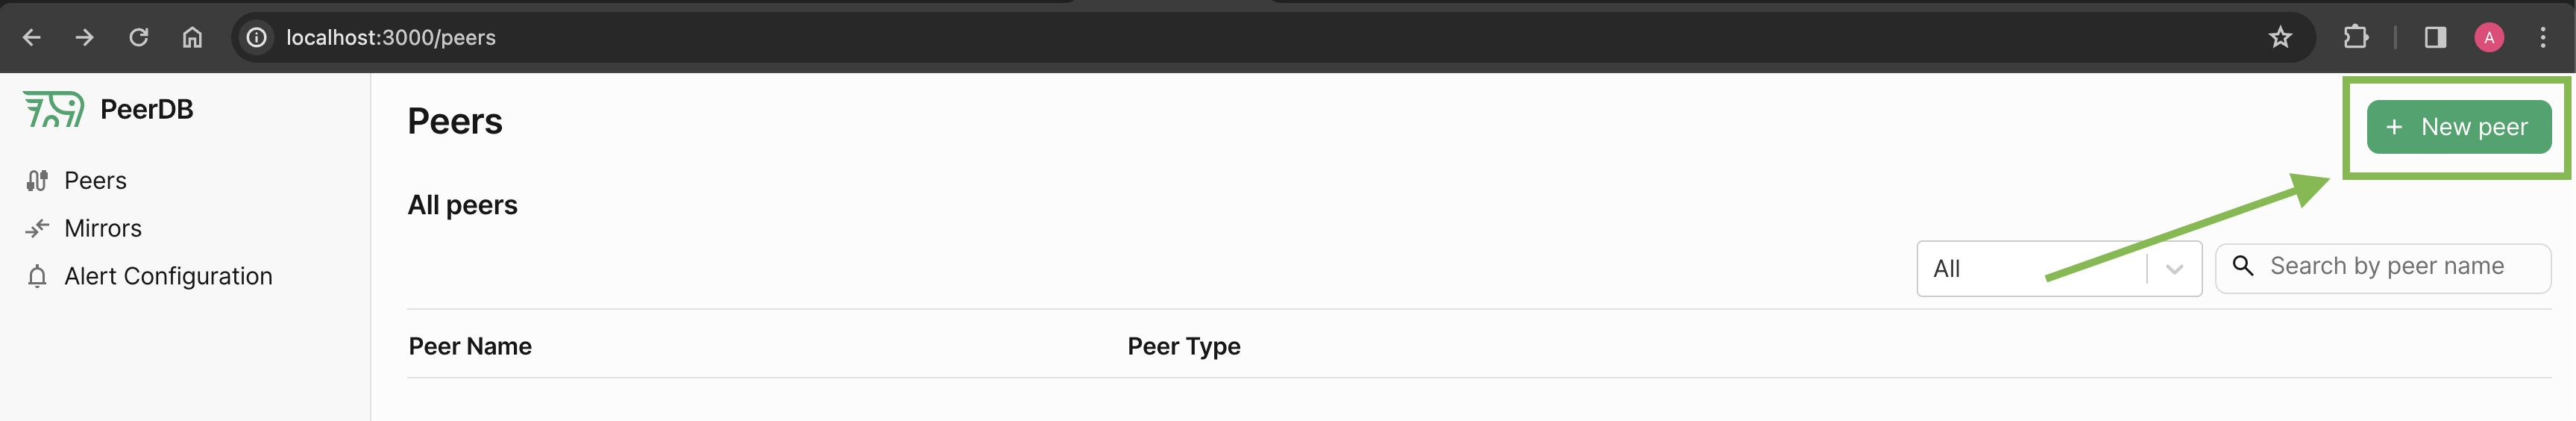 localhost:3000/peers
A
PeerDB
Peers
Mirrors
Alert Configuration
Peers
+ New peer
All peers
All
Search by peer name
Peer Name Peer Type